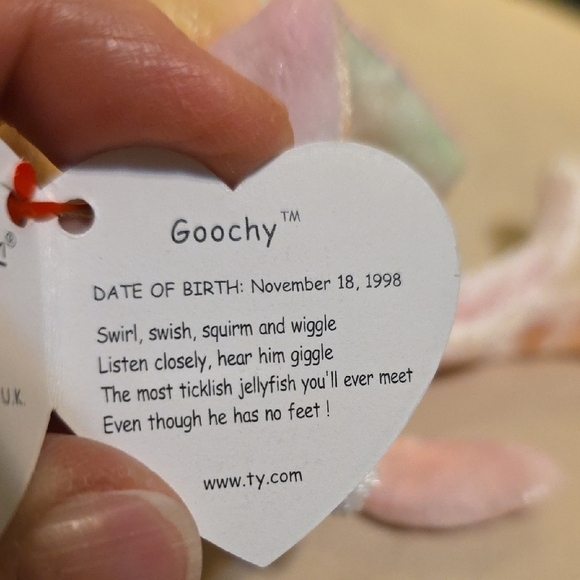 Goochy™
DATE OF BIRTH: November 18, 1998
Swirl, swish, squirm and wiggle
Listen closely, hear him giggle
The most ticklish jellyfish you'll ever meet
Even though he has no feet !
www.ty.com
U.K.